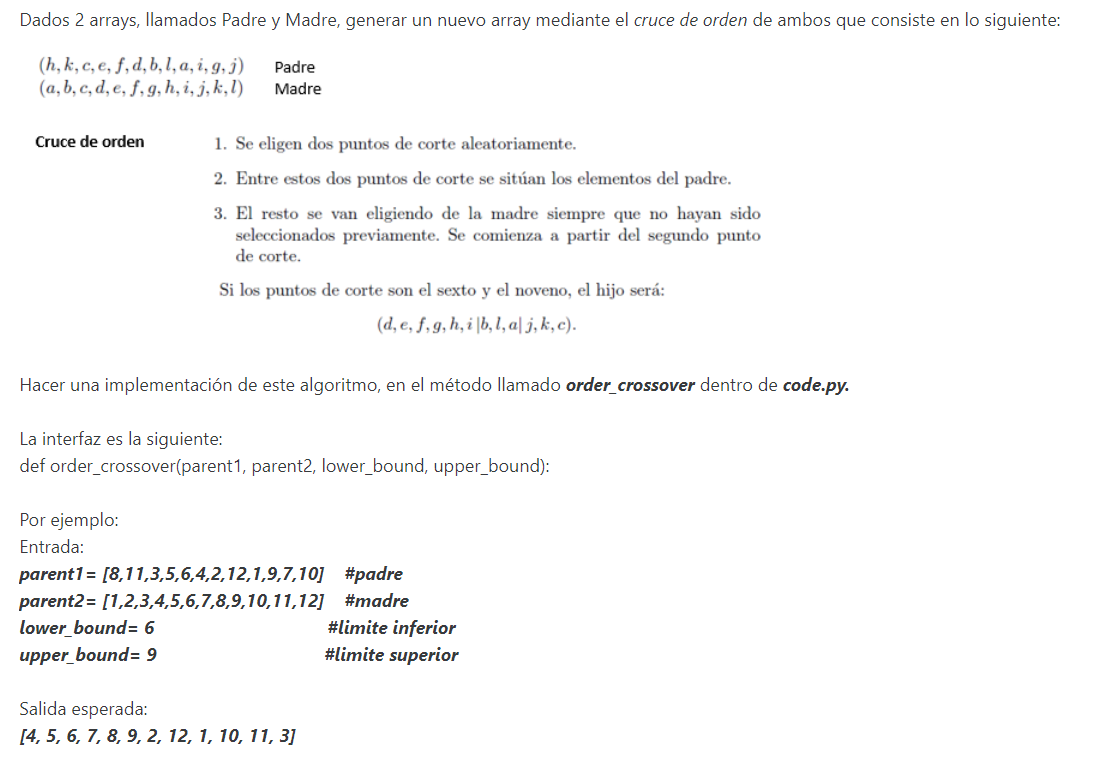 Dados 2 arrays, llamados Padre y Madre, generar un nuevo array mediante el cruce de orden de ambos que consiste en lo siguiente:
(h, k, c, e, f, d, b, l, a, i, g, j) Padre
(a, b, c, d, e, f, g, h, i, j, k, l) Madre
Cruce de orden
1. Se eligen dos puntos de corte aleatoriamente.
2. Entre estos dos puntos de corte se sitúan los elementos del padre.
3. El resto se van eligiendo de la madre siempre que no hayan sido
seleccionados previamente. Se comienza a partir del segundo punto
de corte.
Si los puntos de corte son el sexto y el noveno, el hijo será:
(d, e, f, g, h, i |b, l, a| j, k, c).
Hacer una implementación de este algoritmo, en el método llamado order_crossover dentro de code.py.
La interfaz es la siguiente:
def order_crossover(parent1, parent2, lower_bound, upper_bound):
Por ejemplo:
Entrada:
parent1= [8,11,3,5,6,4,2,12,1,9,7,10] #padre
parent2= [1,2,3,4,5,6,7,8,9,10,11,12] #madre
lower_bound= 6 #limite inferior
upper_bound= 9 #limite superior
Salida esperada:
[4, 5, 6, 7, 8, 9, 2, 12, 1, 10, 11, 3]